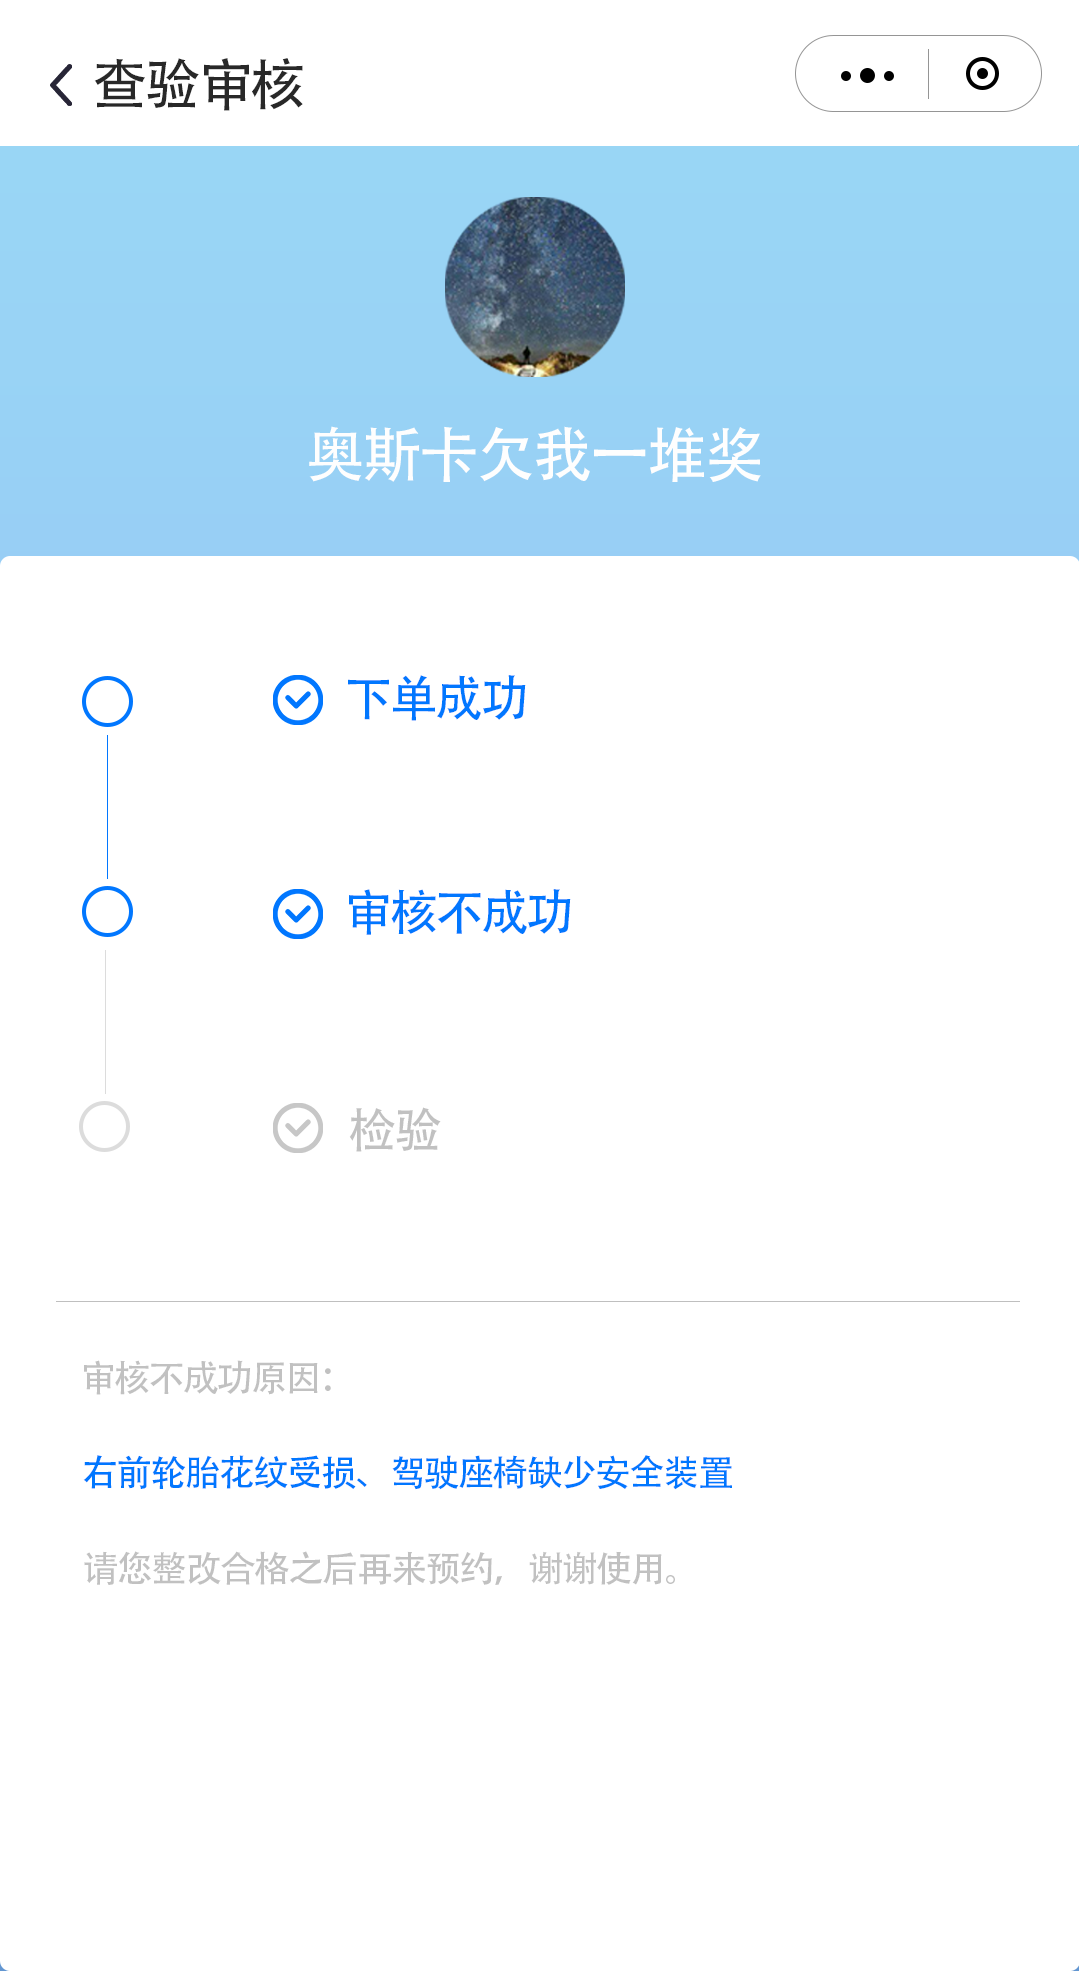 查验审核
奥斯卡欠我一堆奖
下单成功
审核不成功
检验
审核不成功原因：
右前轮胎花纹受损、驾驶座椅缺少安全装置
请您整改合格之后再来预约，谢谢使用。